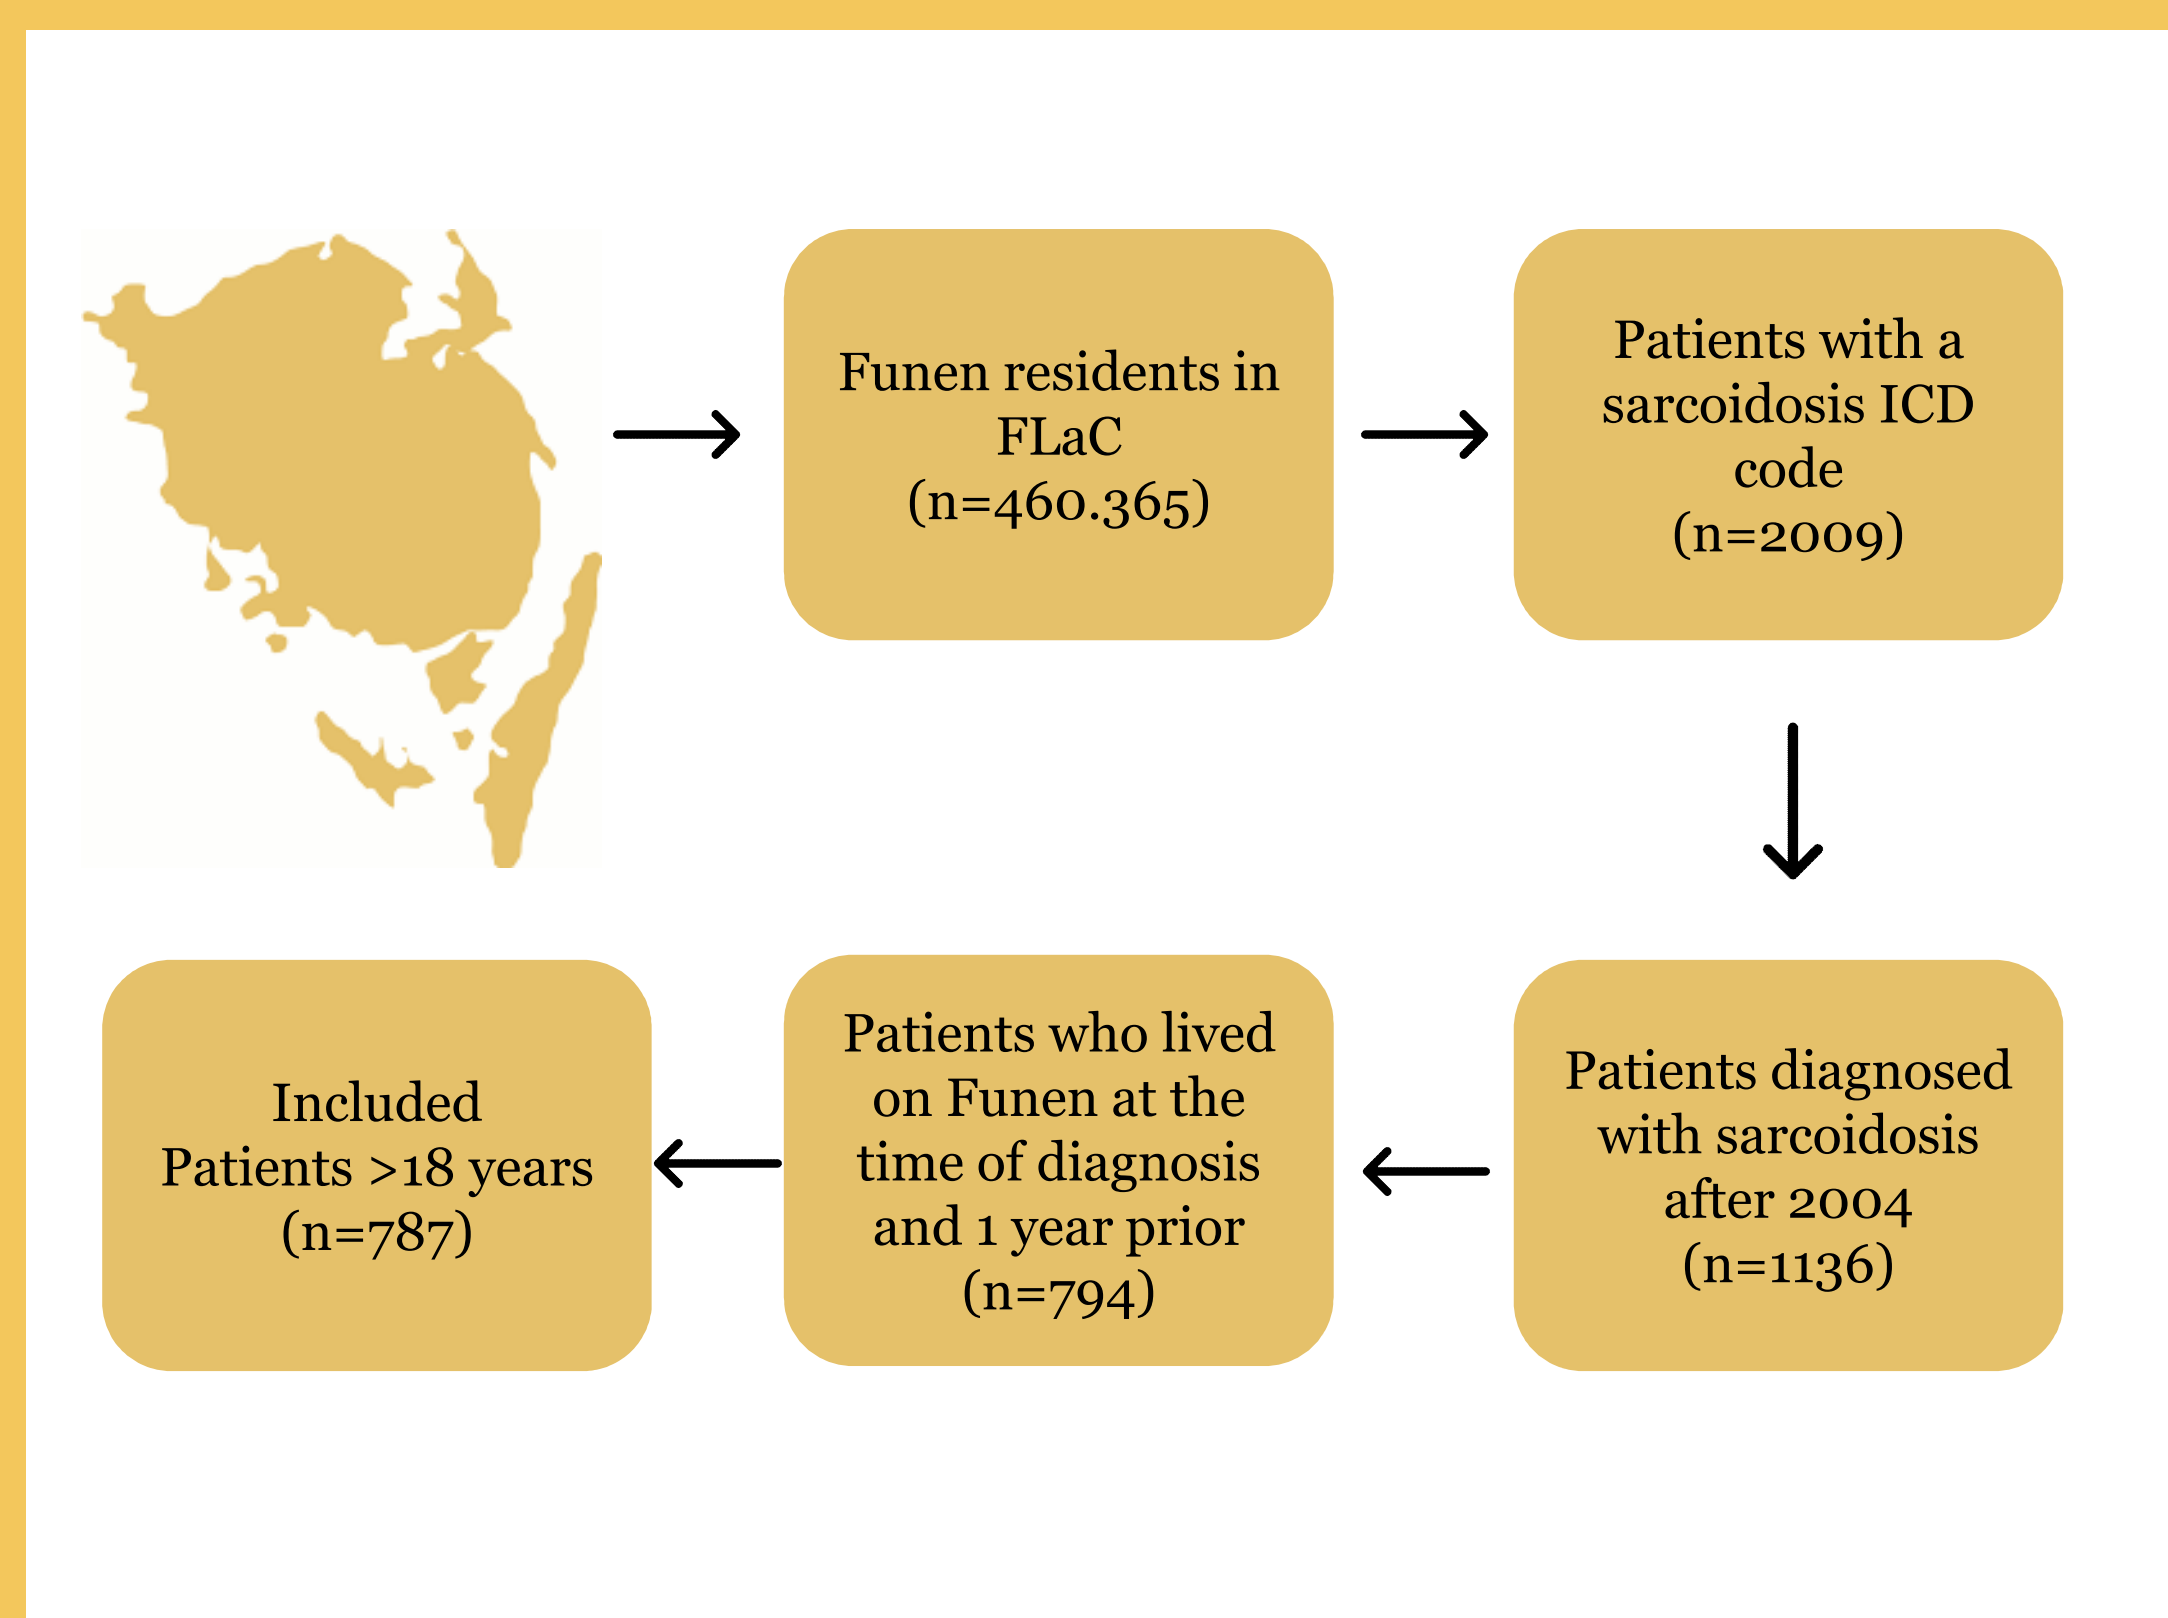 Funen residents in
FLaC
(n=460.365)
Patients with a
sarcoidosis ICD
code
(n=2009)
Patients diagnosed
with sarcoidosis
after 2004
(n=1136)
Patients who lived
on Funen at the
time of diagnosis
and 1 year prior
(n=794)
Included
Patients >18 years
(n=787)